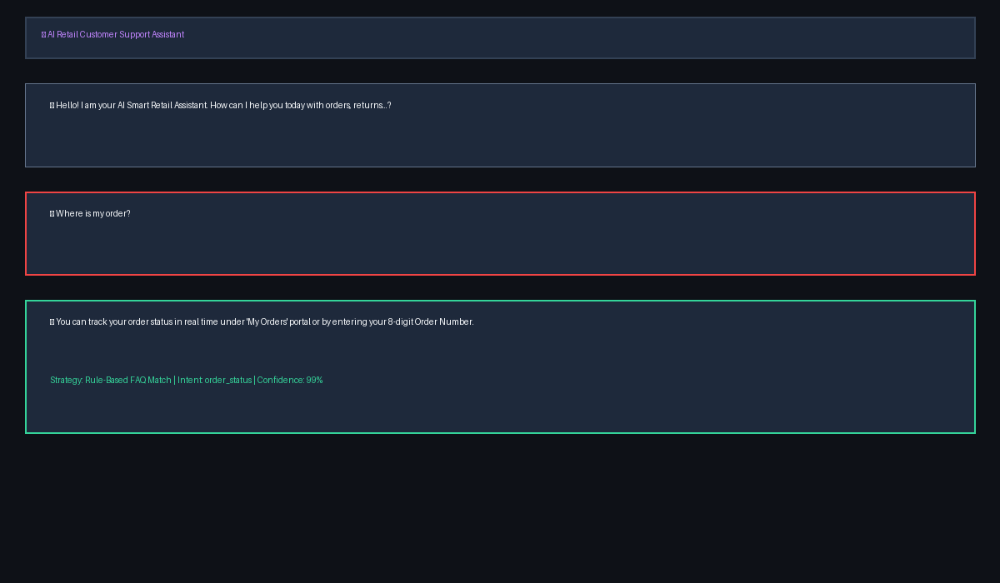 AI Retail Customer Support Assistant
Hello! I am your AI Smart Retail Assistant. How can I help you today with orders, returns...?
Where is my order?
You can track your order status in real time under 'My Orders' portal or by entering your 8-digit Order Number.
Strategy: Rule-Based FAQ Match | Intent: order_status | Confidence: 99%